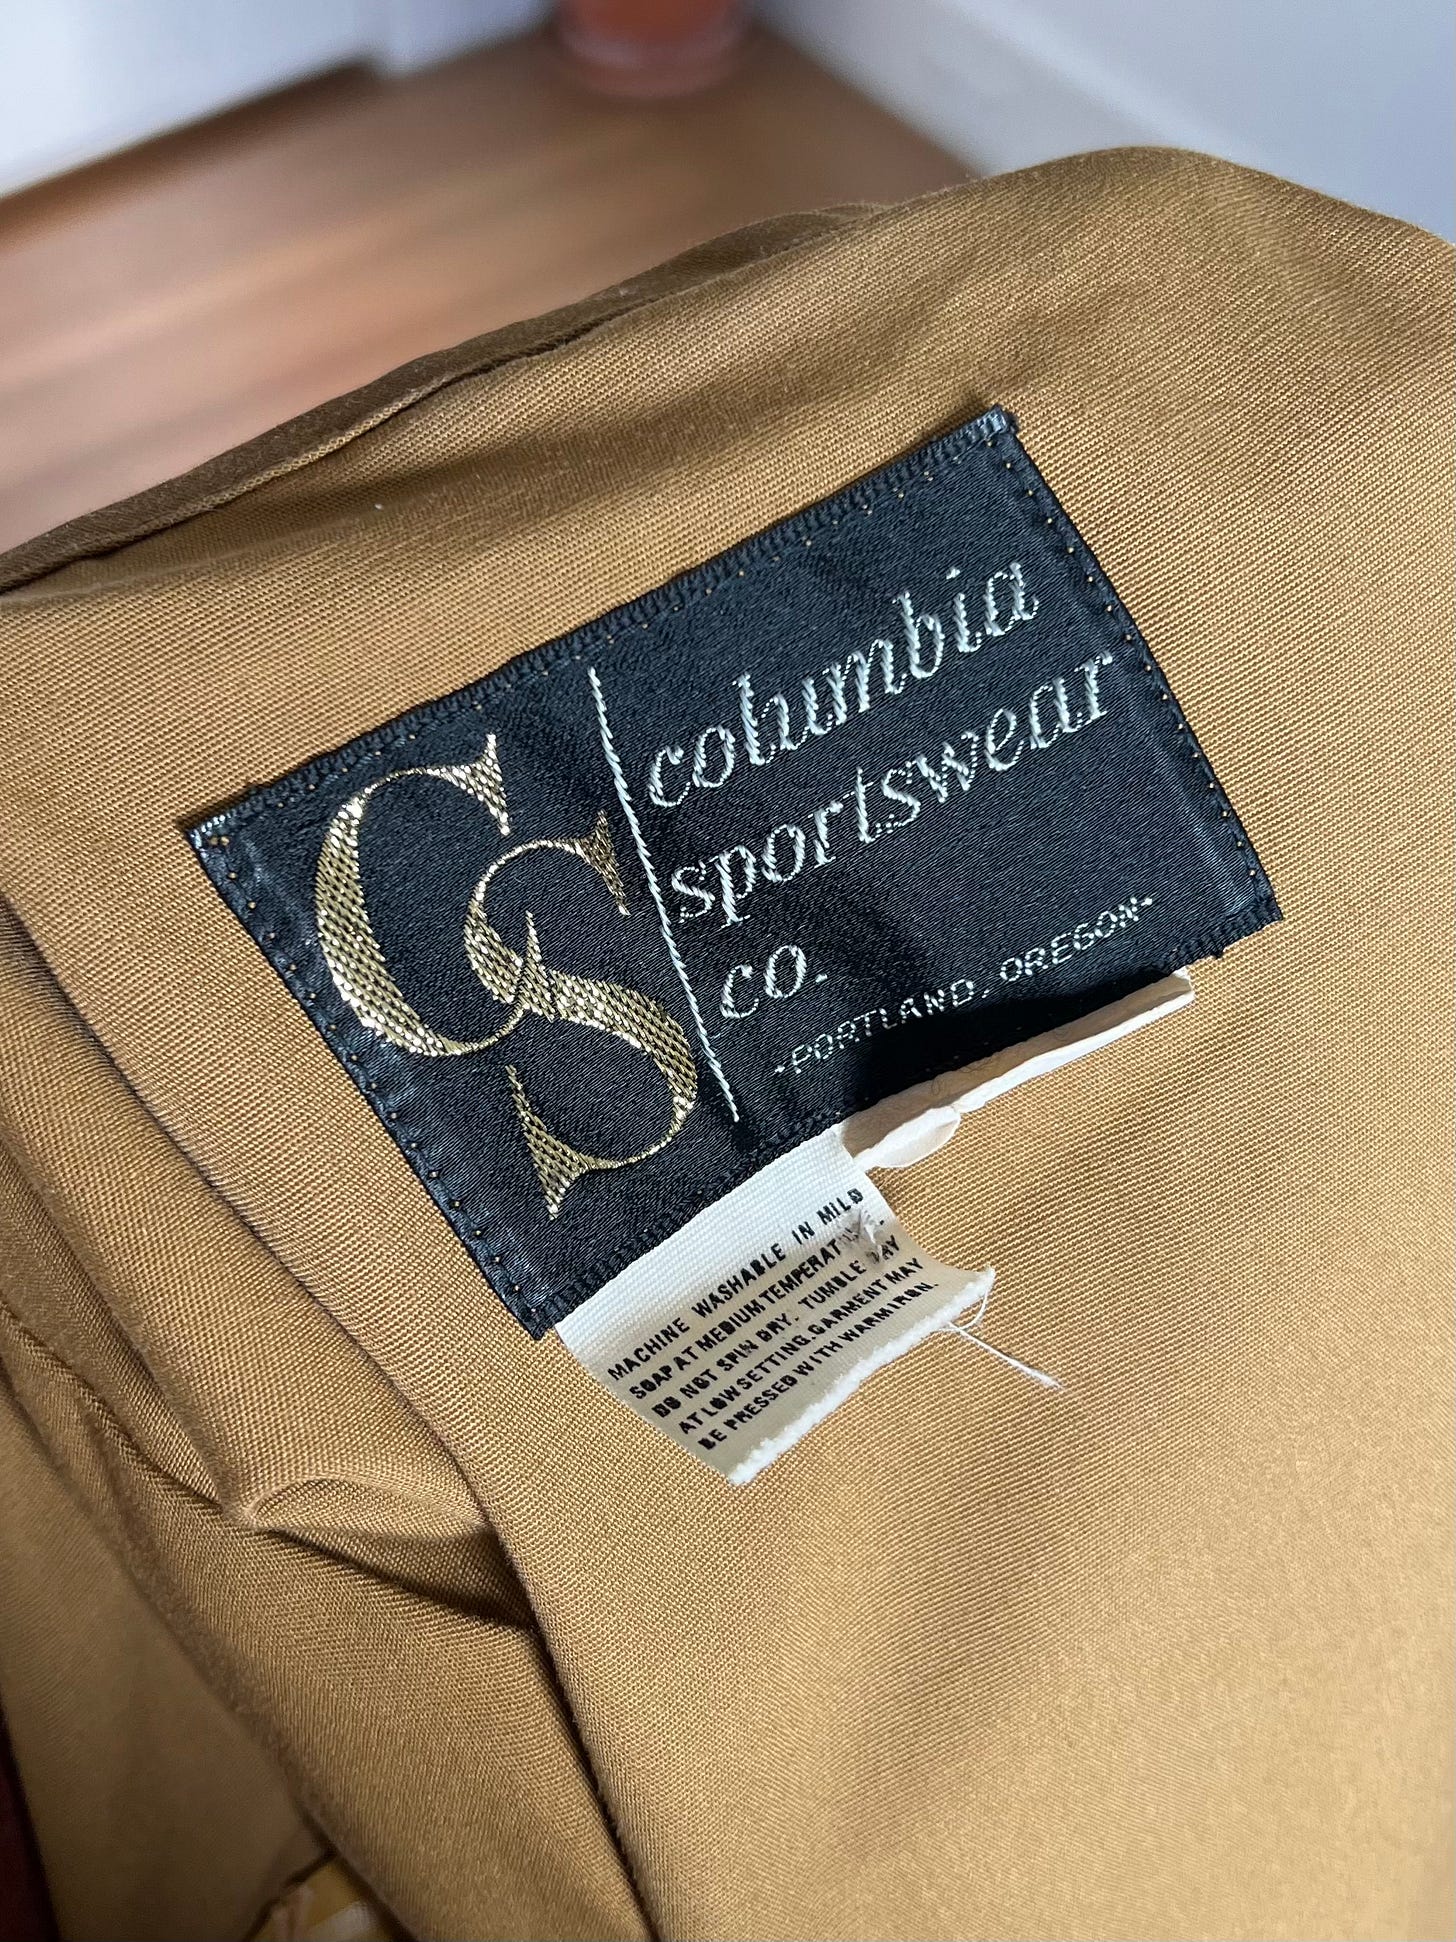 CS
columbia
sportswear
co.
-PORTLAND, OREGON-
MACHINE WASHABLE IN MILD
SOAP AT MEDIUM TEMPERATURE.
DO NOT SPIN DRY. TUMBLE DRY
AT LOW SETTING. GARMENT MAY
BE PRESSED WITH WARM IRON.